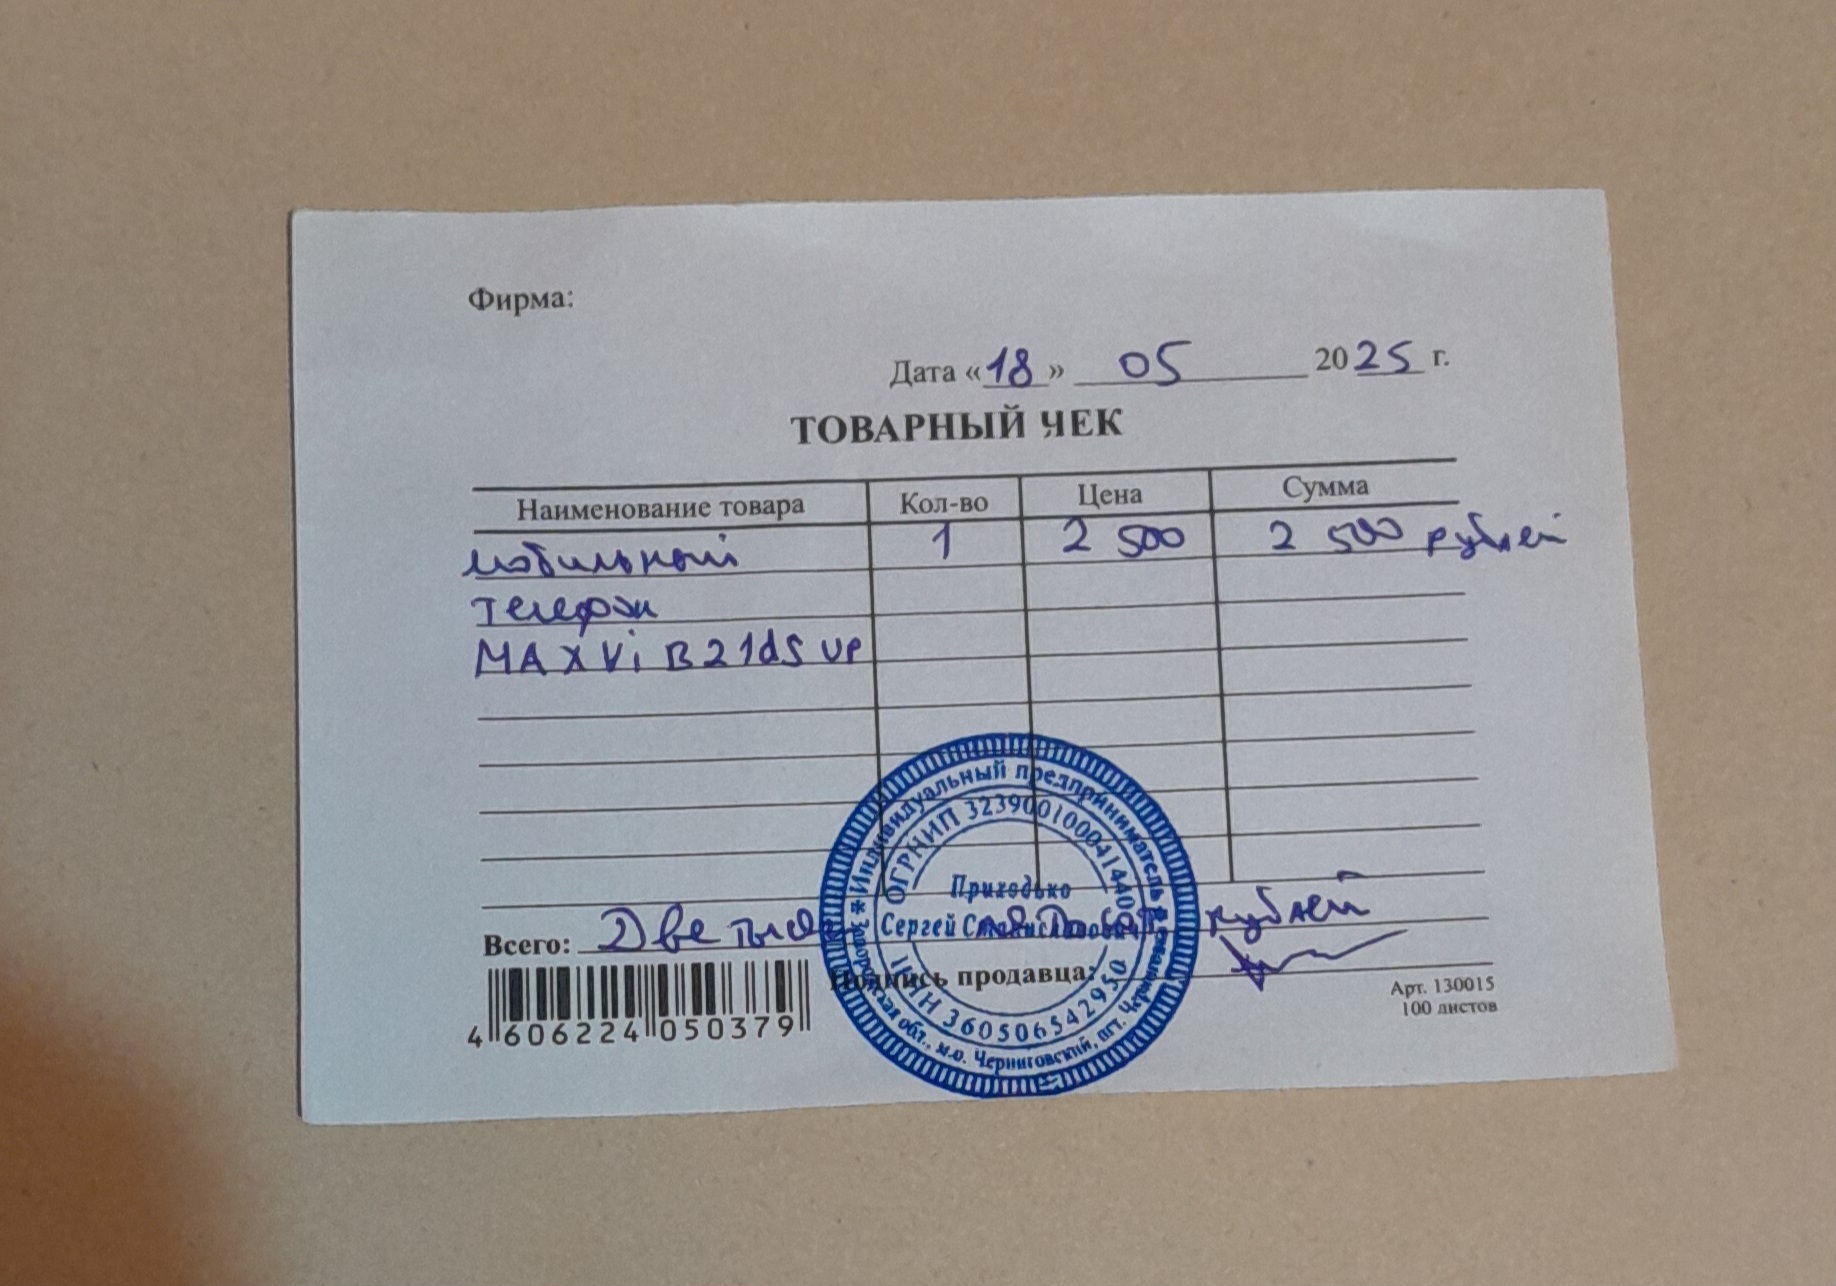 Фирма:
Дата «18» 05 2025 г.
ТОВАРНЫЙ ЧЕК
Наименование товара Кол-во Цена Сумма
мобильный 1 2 500 2 500 рублей
телефон
MAXVi B21ds UP
Всего: Две рублей
Подпись продавца:
4 606224 050379
Арт. 130015
100 листов
* Индивидуальный предприниматель *
обл., м.о. Черниговский, пгт.
ОГРНИП 323900100041440
Приходько
Сергей Станиславович
ИНН 360506542950